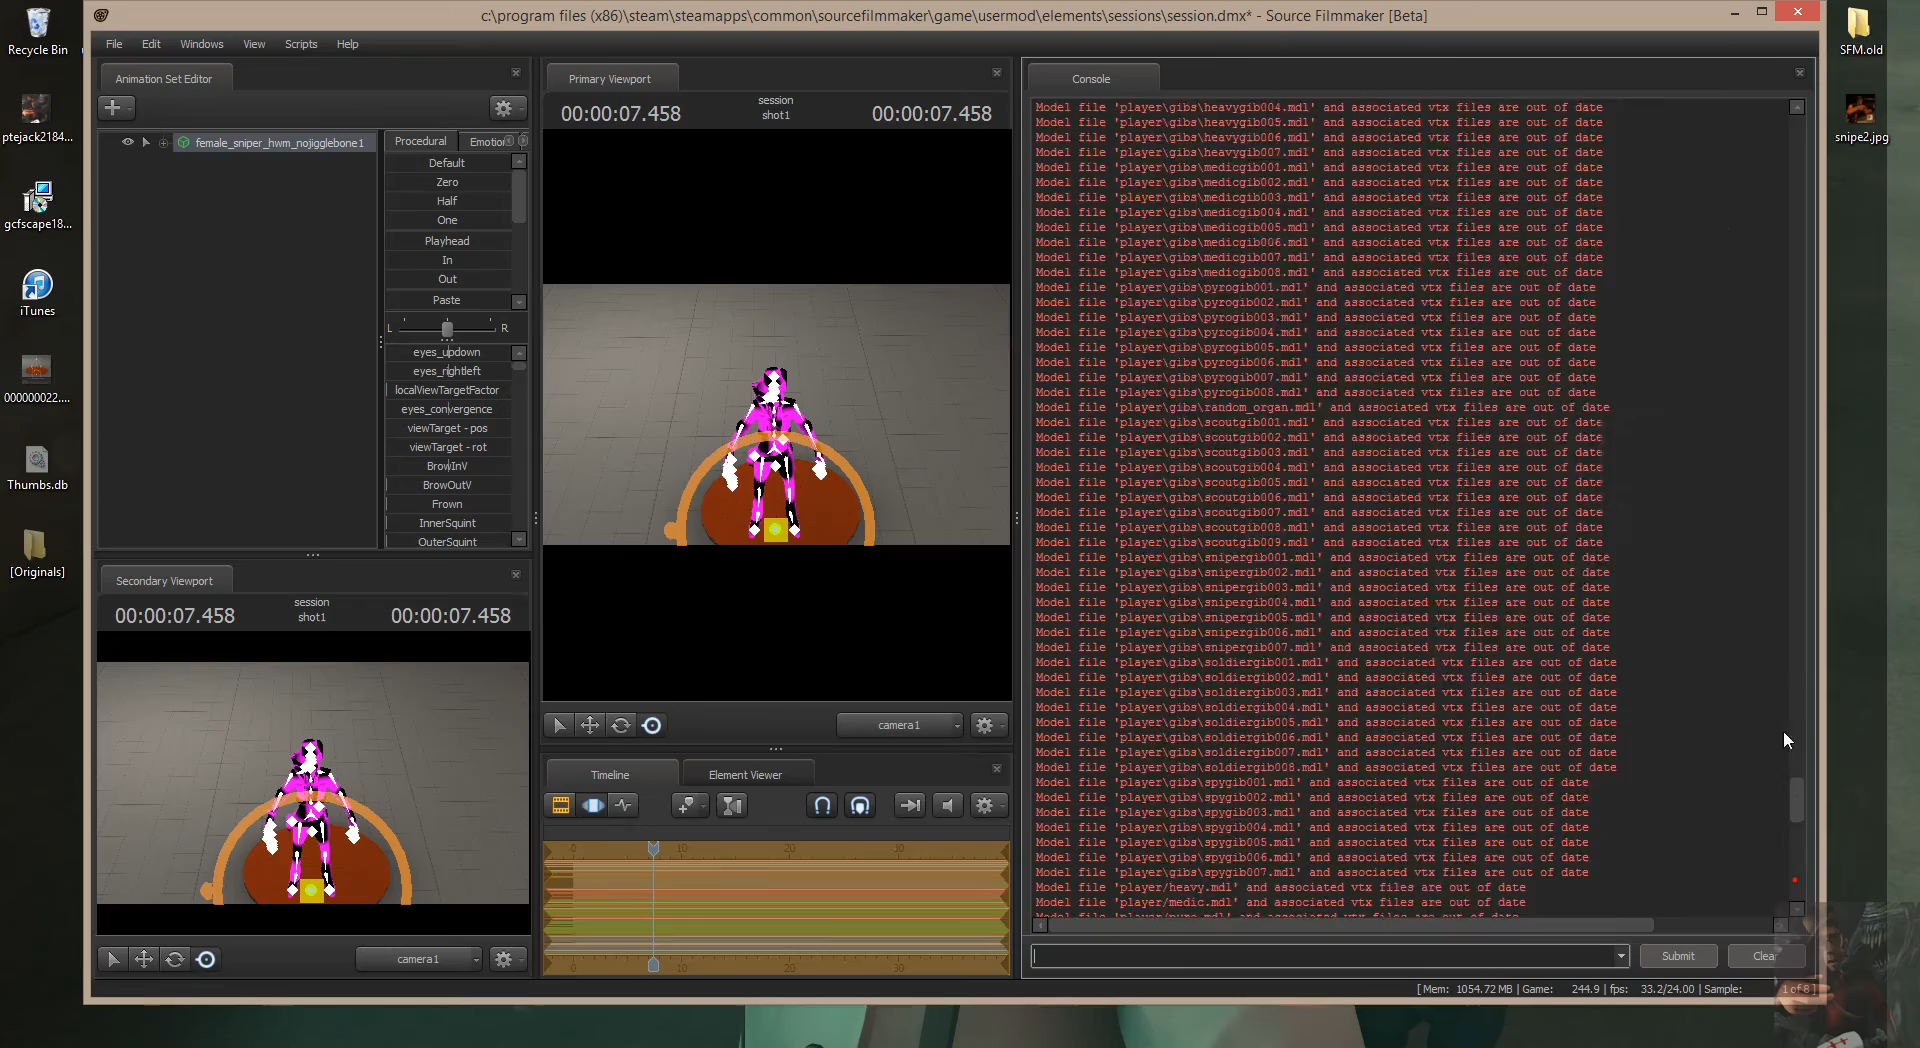 Recycle Bin
ptejack2184...
gcfscape18...
iTunes
000000022....
Thumbs.db
[Originals]
SFM.old
snipe2.jpg
c:\program files (x86)\steam\steamapps\common\sourcefilmmaker\game\usermod\elements\sessions\session.dmx* - Source Filmmaker [Beta]
File Edit Windows View Scripts Help
Animation Set Editor
female_sniper_hwm_nojigglebone1
Procedural
Emotion
Default
Zero
Half
One
Playhead
In
Out
Paste
L R
eyes_updown
eyes_rightleft
localViewTargetFactor
eyes_convergence
viewTarget - pos
viewTarget - rot
BrowInV
BrowOutV
Frown
InnerSquint
OuterSquint
Secondary Viewport
00:00:07.458
session
shot1
00:00:07.458
camera1
Primary Viewport
00:00:07.458
session
shot1
00:00:07.458
camera1
Timeline
Element Viewer
0 10 20 30
0 10 20 30
Console
Model file 'player\gibs\heavygib004.mdl' and associated vtx files are out of date
Model file 'player\gibs\heavygib005.mdl' and associated vtx files are out of date
Model file 'player\gibs\heavygib006.mdl' and associated vtx files are out of date
Model file 'player\gibs\heavygib007.mdl' and associated vtx files are out of date
Model file 'player\gibs\medicgib001.mdl' and associated vtx files are out of date
Model file 'player\gibs\medicgib002.mdl' and associated vtx files are out of date
Model file 'player\gibs\medicgib003.mdl' and associated vtx files are out of date
Model file 'player\gibs\medicgib004.mdl' and associated vtx files are out of date
Model file 'player\gibs\medicgib005.mdl' and associated vtx files are out of date
Model file 'player\gibs\medicgib006.mdl' and associated vtx files are out of date
Model file 'player\gibs\medicgib007.mdl' and associated vtx files are out of date
Model file 'player\gibs\medicgib008.mdl' and associated vtx files are out of date
Model file 'player\gibs\pyrogib001.mdl' and associated vtx files are out of date
Model file 'player\gibs\pyrogib002.mdl' and associated vtx files are out of date
Model file 'player\gibs\pyrogib003.mdl' and associated vtx files are out of date
Model file 'player\gibs\pyrogib004.mdl' and associated vtx files are out of date
Model file 'player\gibs\pyrogib005.mdl' and associated vtx files are out of date
Model file 'player\gibs\pyrogib006.mdl' and associated vtx files are out of date
Model file 'player\gibs\pyrogib007.mdl' and associated vtx files are out of date
Model file 'player\gibs\pyrogib008.mdl' and associated vtx files are out of date
Model file 'player\gibs\random_organ.mdl' and associated vtx files are out of date
Model file 'player\gibs\scoutgib001.mdl' and associated vtx files are out of date
Model file 'player\gibs\scoutgib002.mdl' and associated vtx files are out of date
Model file 'player\gibs\scoutgib003.mdl' and associated vtx files are out of date
Model file 'player\gibs\scoutgib004.mdl' and associated vtx files are out of date
Model file 'player\gibs\scoutgib005.mdl' and associated vtx files are out of date
Model file 'player\gibs\scoutgib006.mdl' and associated vtx files are out of date
Model file 'player\gibs\scoutgib007.mdl' and associated vtx files are out of date
Model file 'player\gibs\scoutgib008.mdl' and associated vtx files are out of date
Model file 'player\gibs\scoutgib009.mdl' and associated vtx files are out of date
Model file 'player\gibs\snipergib001.mdl' and associated vtx files are out of date
Model file 'player\gibs\snipergib002.mdl' and associated vtx files are out of date
Model file 'player\gibs\snipergib003.mdl' and associated vtx files are out of date
Model file 'player\gibs\snipergib004.mdl' and associated vtx files are out of date
Model file 'player\gibs\snipergib005.mdl' and associated vtx files are out of date
Model file 'player\gibs\snipergib006.mdl' and associated vtx files are out of date
Model file 'player\gibs\snipergib007.mdl' and associated vtx files are out of date
Model file 'player\gibs\soldiergib001.mdl' and associated vtx files are out of date
Model file 'player\gibs\soldiergib002.mdl' and associated vtx files are out of date
Model file 'player\gibs\soldiergib003.mdl' and associated vtx files are out of date
Model file 'player\gibs\soldiergib004.mdl' and associated vtx files are out of date
Model file 'player\gibs\soldiergib005.mdl' and associated vtx files are out of date
Model file 'player\gibs\soldiergib006.mdl' and associated vtx files are out of date
Model file 'player\gibs\soldiergib007.mdl' and associated vtx files are out of date
Model file 'player\gibs\soldiergib008.mdl' and associated vtx files are out of date
Model file 'player\gibs\spygib001.mdl' and associated vtx files are out of date
Model file 'player\gibs\spygib002.mdl' and associated vtx files are out of date
Model file 'player\gibs\spygib003.mdl' and associated vtx files are out of date
Model file 'player\gibs\spygib004.mdl' and associated vtx files are out of date
Model file 'player\gibs\spygib005.mdl' and associated vtx files are out of date
Model file 'player\gibs\spygib006.mdl' and associated vtx files are out of date
Model file 'player\gibs\spygib007.mdl' and associated vtx files are out of date
Model file 'player/heavy.mdl' and associated vtx files are out of date
Model file 'player/medic.mdl' and associated vtx files are out of date
Model file 'player/pyro.mdl' and associated vtx files are out of date
Submit
Clear
[ Mem: 1054.72 MB | Game: 244.9 | fps: 33.2/24.00 | Sample: 1 of 8 ]